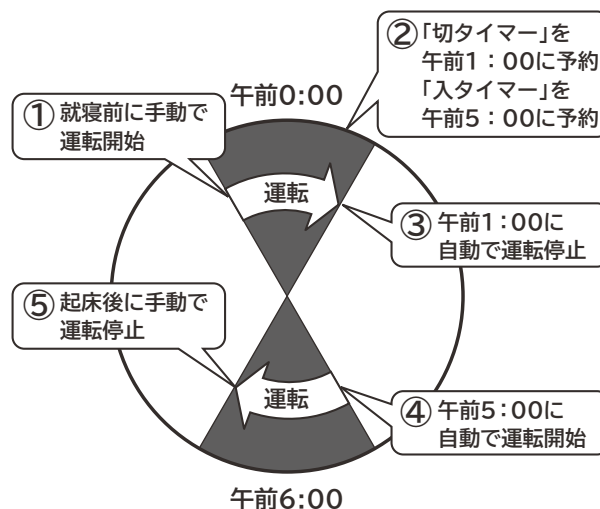 午前0:00
① 就寝前に手動で
運転開始
② 「切タイマー」を
午前1：00に予約
「入タイマー」を
午前5：00に予約
運転
③ 午前1：00に
自動で運転停止
④ 午前5：00に
自動で運転開始
運転
⑤ 起床後に手動で
運転停止
午前6:00